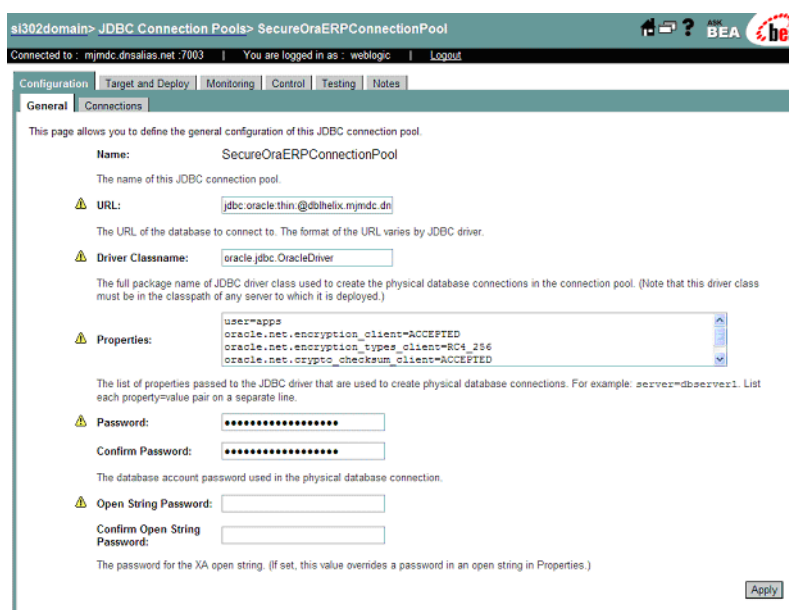 si302domain> JDBC Connection Pools> SecureOraERPConnectionPool
? ASK BEA
Connected to : mjmdc.dnsalias.net :7003 | You are logged in as : weblogic | Logout
Configuration Target and Deploy Monitoring Control Testing Notes
General Connections
This page allows you to define the general configuration of this JDBC connection pool.
Name: SecureOraERPConnectionPool
The name of this JDBC connection pool.
URL: jdbc:oracle:thin:@dblhelix.mjmdc.dn
The URL of the database to connect to. The format of the URL varies by JDBC driver.
Driver Classname: oracle.jdbc.OracleDriver
The full package name of JDBC driver class used to create the physical database connections in the connection pool. (Note that this driver class
must be in the classpath of any server to which it is deployed.)
user=apps
oracle.net.encryption_client=ACCEPTED
Properties: oracle.net.encryption_types_client=RC4_256
oracle.net.crypto_checksum_client=ACCEPTED
The list of properties passed to the JDBC driver that are used to create physical database connections. For example: server=dbserver1. List
each property=value pair on a separate line.
Password: ••••••••••••••••••
Confirm Password: ••••••••••••••••••
The database account password used in the physical database connection.
Open String Password:
Confirm Open String
Password:
The password for the XA open string. (If set, this value overrides a password in an open string in Properties.)
Apply